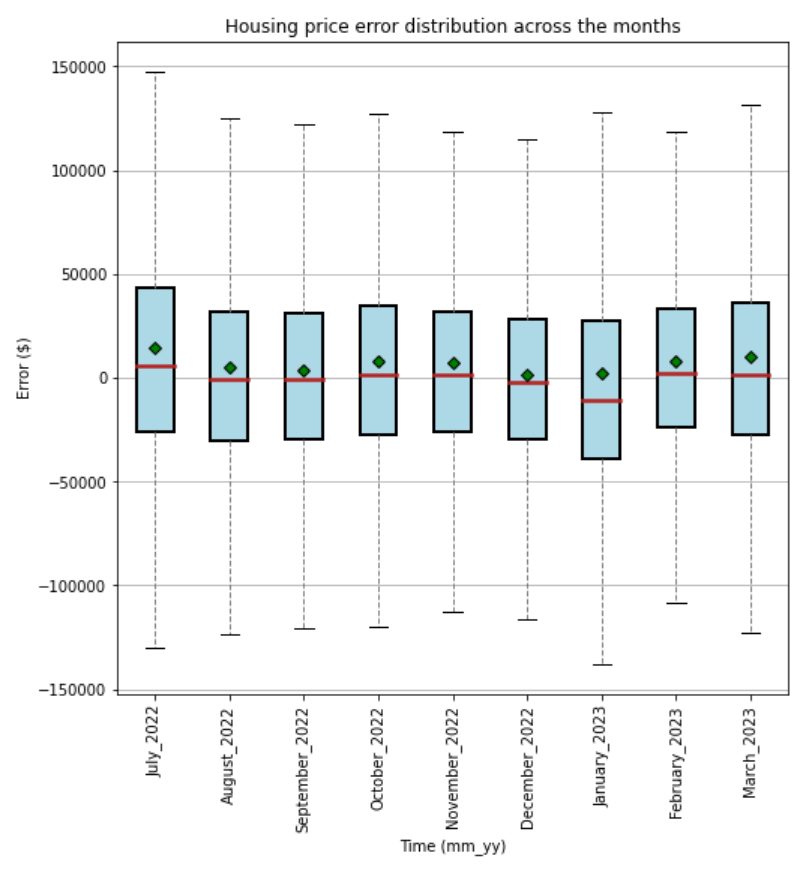 Housing price error distribution across the months
150000
100000
50000
0
−50000
−100000
−150000
Error ($)
July_2022
August_2022
September_2022
October_2022
November_2022
December_2022
January_2023
February_2023
March_2023
Time (mm_yy)